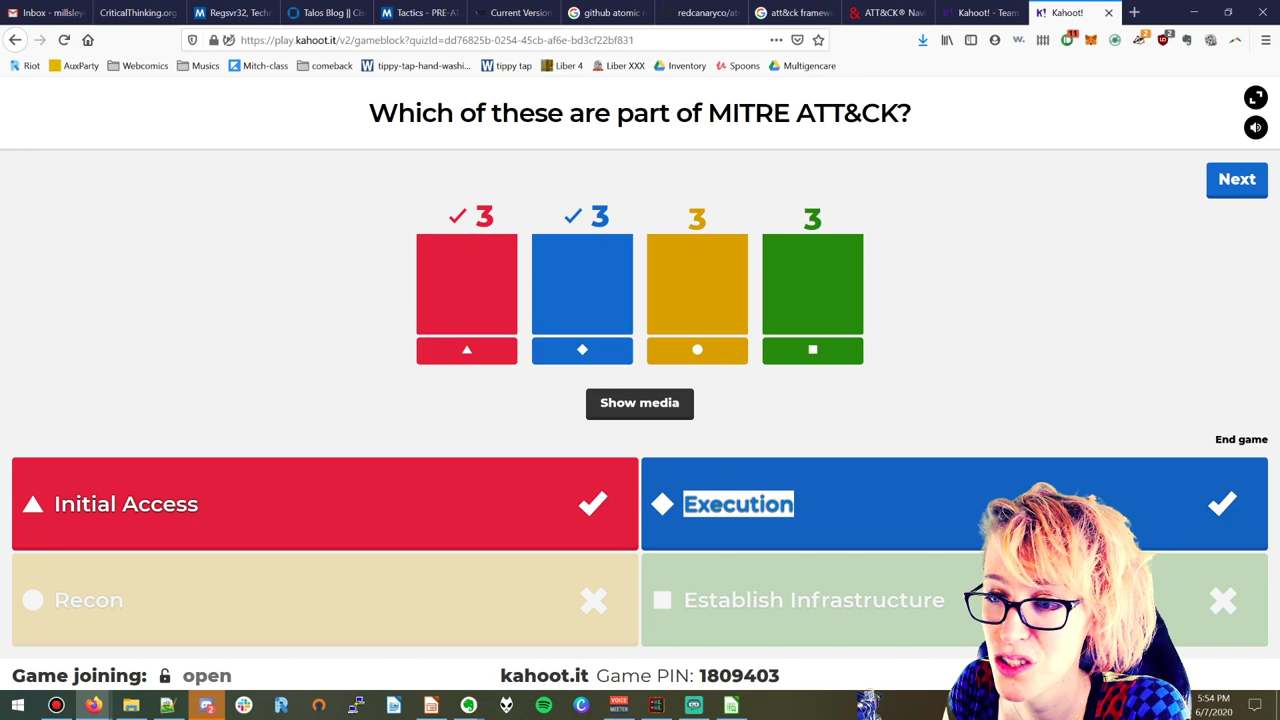 Inbox - millsley
CriticalThinking.org
Regsvr32, Tech
Talos Blog || Cis
Tactics - PRE-AT
Current Version
github atomic r
redcanaryco/at
att&ck framew
ATT&CK® Nav
Kahoot! - Team
Kahoot!
https://play.kahoot.it/v2/gameblock?quizId=dd76825b-0254-45cb-af6e-bd3cf22bf831
Riot AuxParty Webcomics Musics Mitch-class comeback tippy-tap-hand-washi... tippy tap Liber 4 Liber XXX Inventory Spoons Multigencare
Which of these are part of MITRE ATT&CK?
Next
3 3 3 3
Show media
End game
Initial Access
Execution
Recon
Establish Infrastructure
Game joining: open
kahoot.it Game PIN: 1809403
5:54 PM
6/7/2020